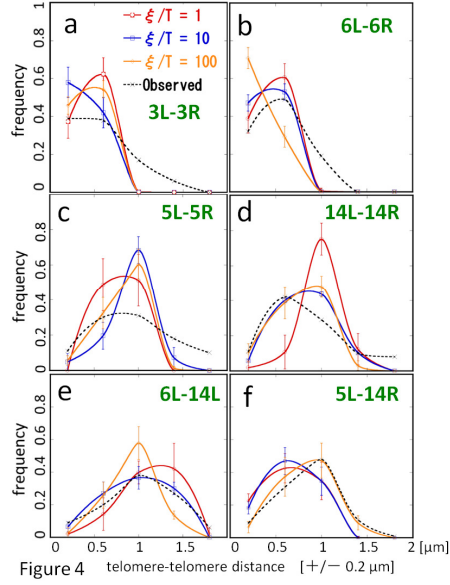 a
ξ/T = 1
ξ/T = 10
ξ/T = 100
Observed
3L-3R
b
6L-6R
c
5L-5R
d
14L-14R
e
6L-14L
f
5L-14R
frequency
1
0.8
0.6
0.4
0.2
0
frequency
0.8
0.6
0.4
0.2
0
frequency
0.8
0.6
0.4
0.2
0
0 0.5 1 1.5 0 0.5 1 1.5 2 [μm]
Figure 4 telomere-telomere distance [+/− 0.2 μm]